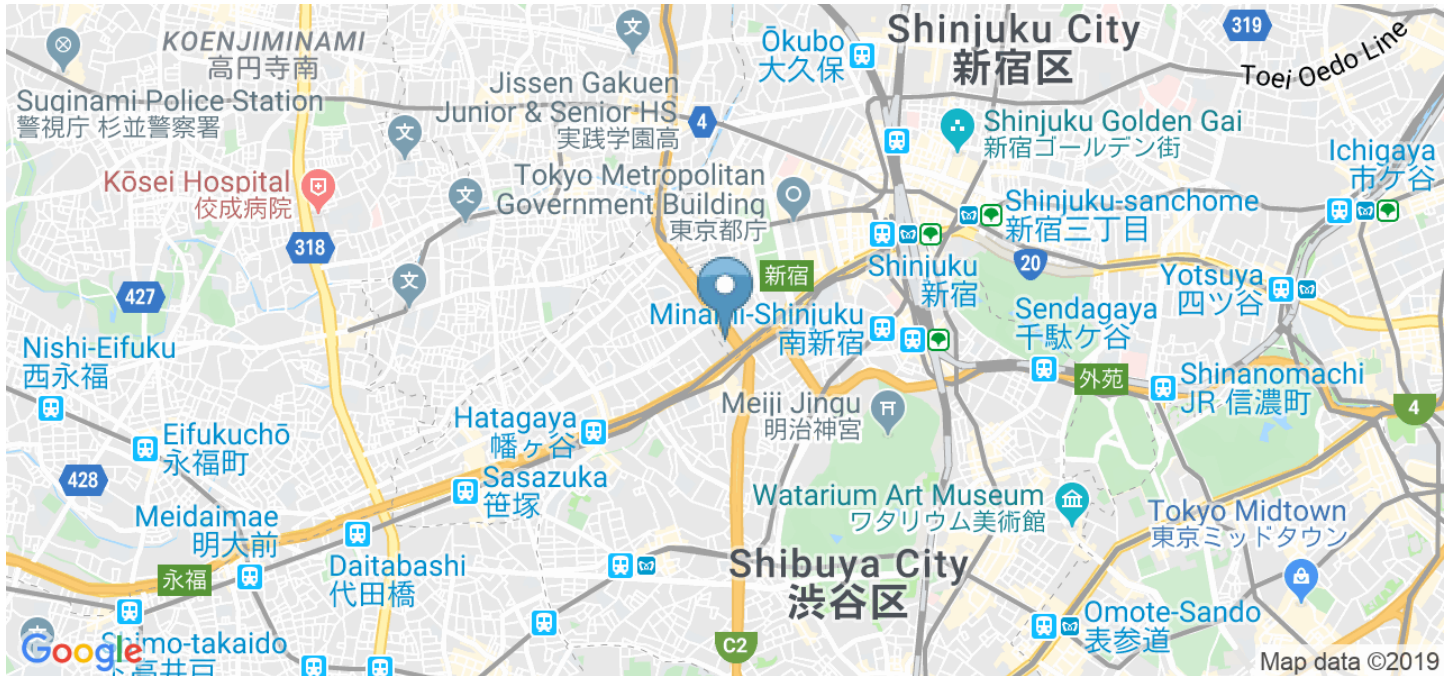 Shinjuku City
新宿区
319
Toei Oedo Line
Ōkubo
大久保
KOENJIMINAMI
高円寺南
文
Jissen Gakuen
Junior & Senior HS
実践学園高
4
Suginami Police Station
警視庁 杉並警察署
文
Shinjuku Golden Gai
新宿ゴールデン街
Ichigaya
市ケ谷
Kōsei Hospital
佼成病院
文
Tokyo Metropolitan
Government Building
東京都庁
Shinjuku-sanchome
新宿三丁目
318
427
文
新宿
Shinjuku
新宿
20
Yotsuya
四ツ谷
Minami-Shinjuku
南新宿
Sendagaya
千駄ケ谷
Nishi-Eifuku
西永福
外苑
Shinanomachi
JR 信濃町
Meiji Jingu
明治神宮
4
Hatagaya
幡ヶ谷
Eifukuchō
永福町
428
Sasazuka
笹塚
Watarium Art Museum
ワタリウム美術館
Tokyo Midtown
東京ミッドタウン
Meidaimae
明大前
Daitabashi
代田橋
永福
Shibuya City
渋谷区
Omote-Sando
表参道
C2
文
Shimo-takaido
下高井戸
Google
Map data ©2019